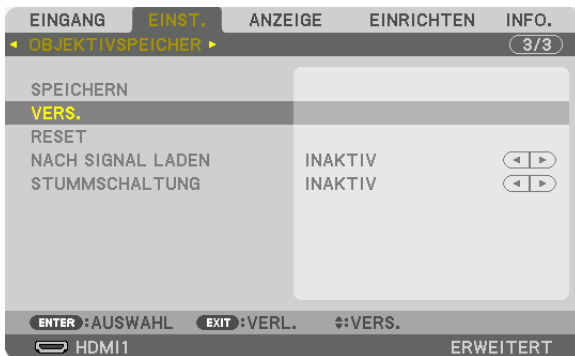 EINGANG EINST. ANZEIGE EINRICHTEN INFO.
OBJEKTIVSPEICHER 3/3
SPEICHERN
VERS.
RESET
NACH SIGNAL LADEN INAKTIV
STUMMSCHALTUNG INAKTIV
ENTER :AUSWAHL EXIT :VERL. :VERS.
HDMI1 ERWEITERT